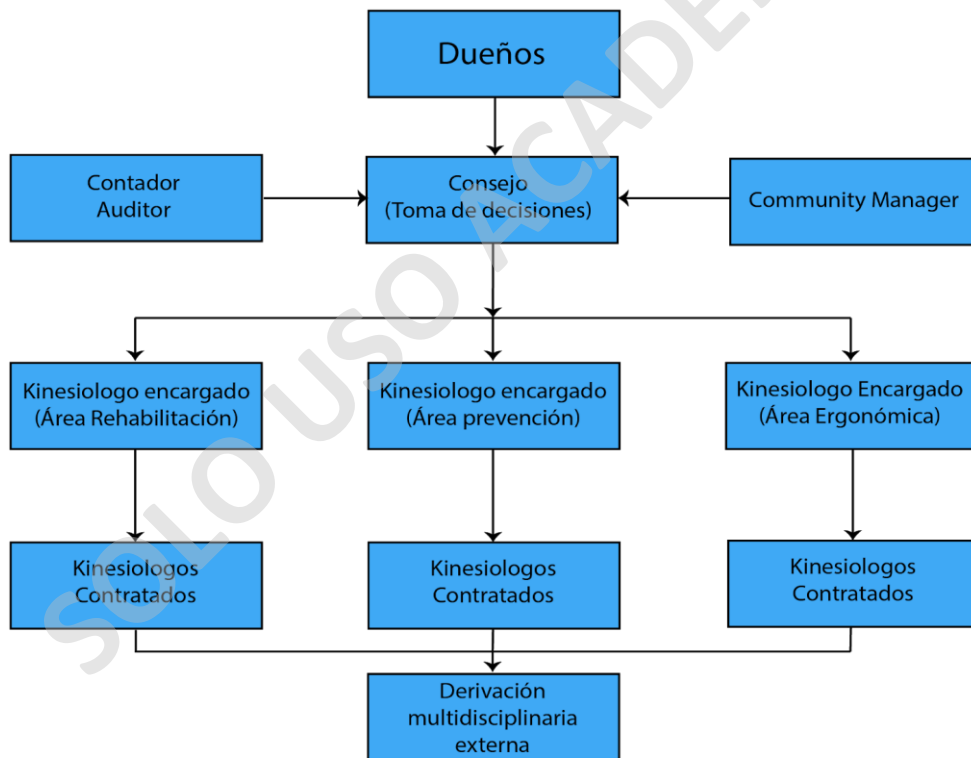 Dueños
Contador
Auditor
Consejo
(Toma de decisiones)
Community Manager
Kinesiologo encargado
(Área Rehabilitación)
Kinesiologo encargado
(Área prevención)
Kinesiologo Encargado
(Área Ergonómica)
Kinesiologos
Contratados
Kinesiologos
Contratados
Kinesiologos
Contratados
Derivación
multidisciplinaria
externa
SOLO USO ACADE